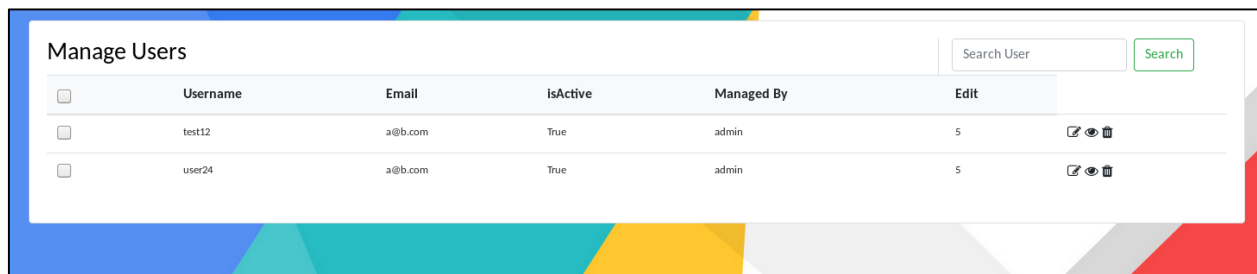 Manage Users
Search User
Search
Username Email isActive Managed By Edit
test12 a@b.com True admin 5
user24 a@b.com True admin 5